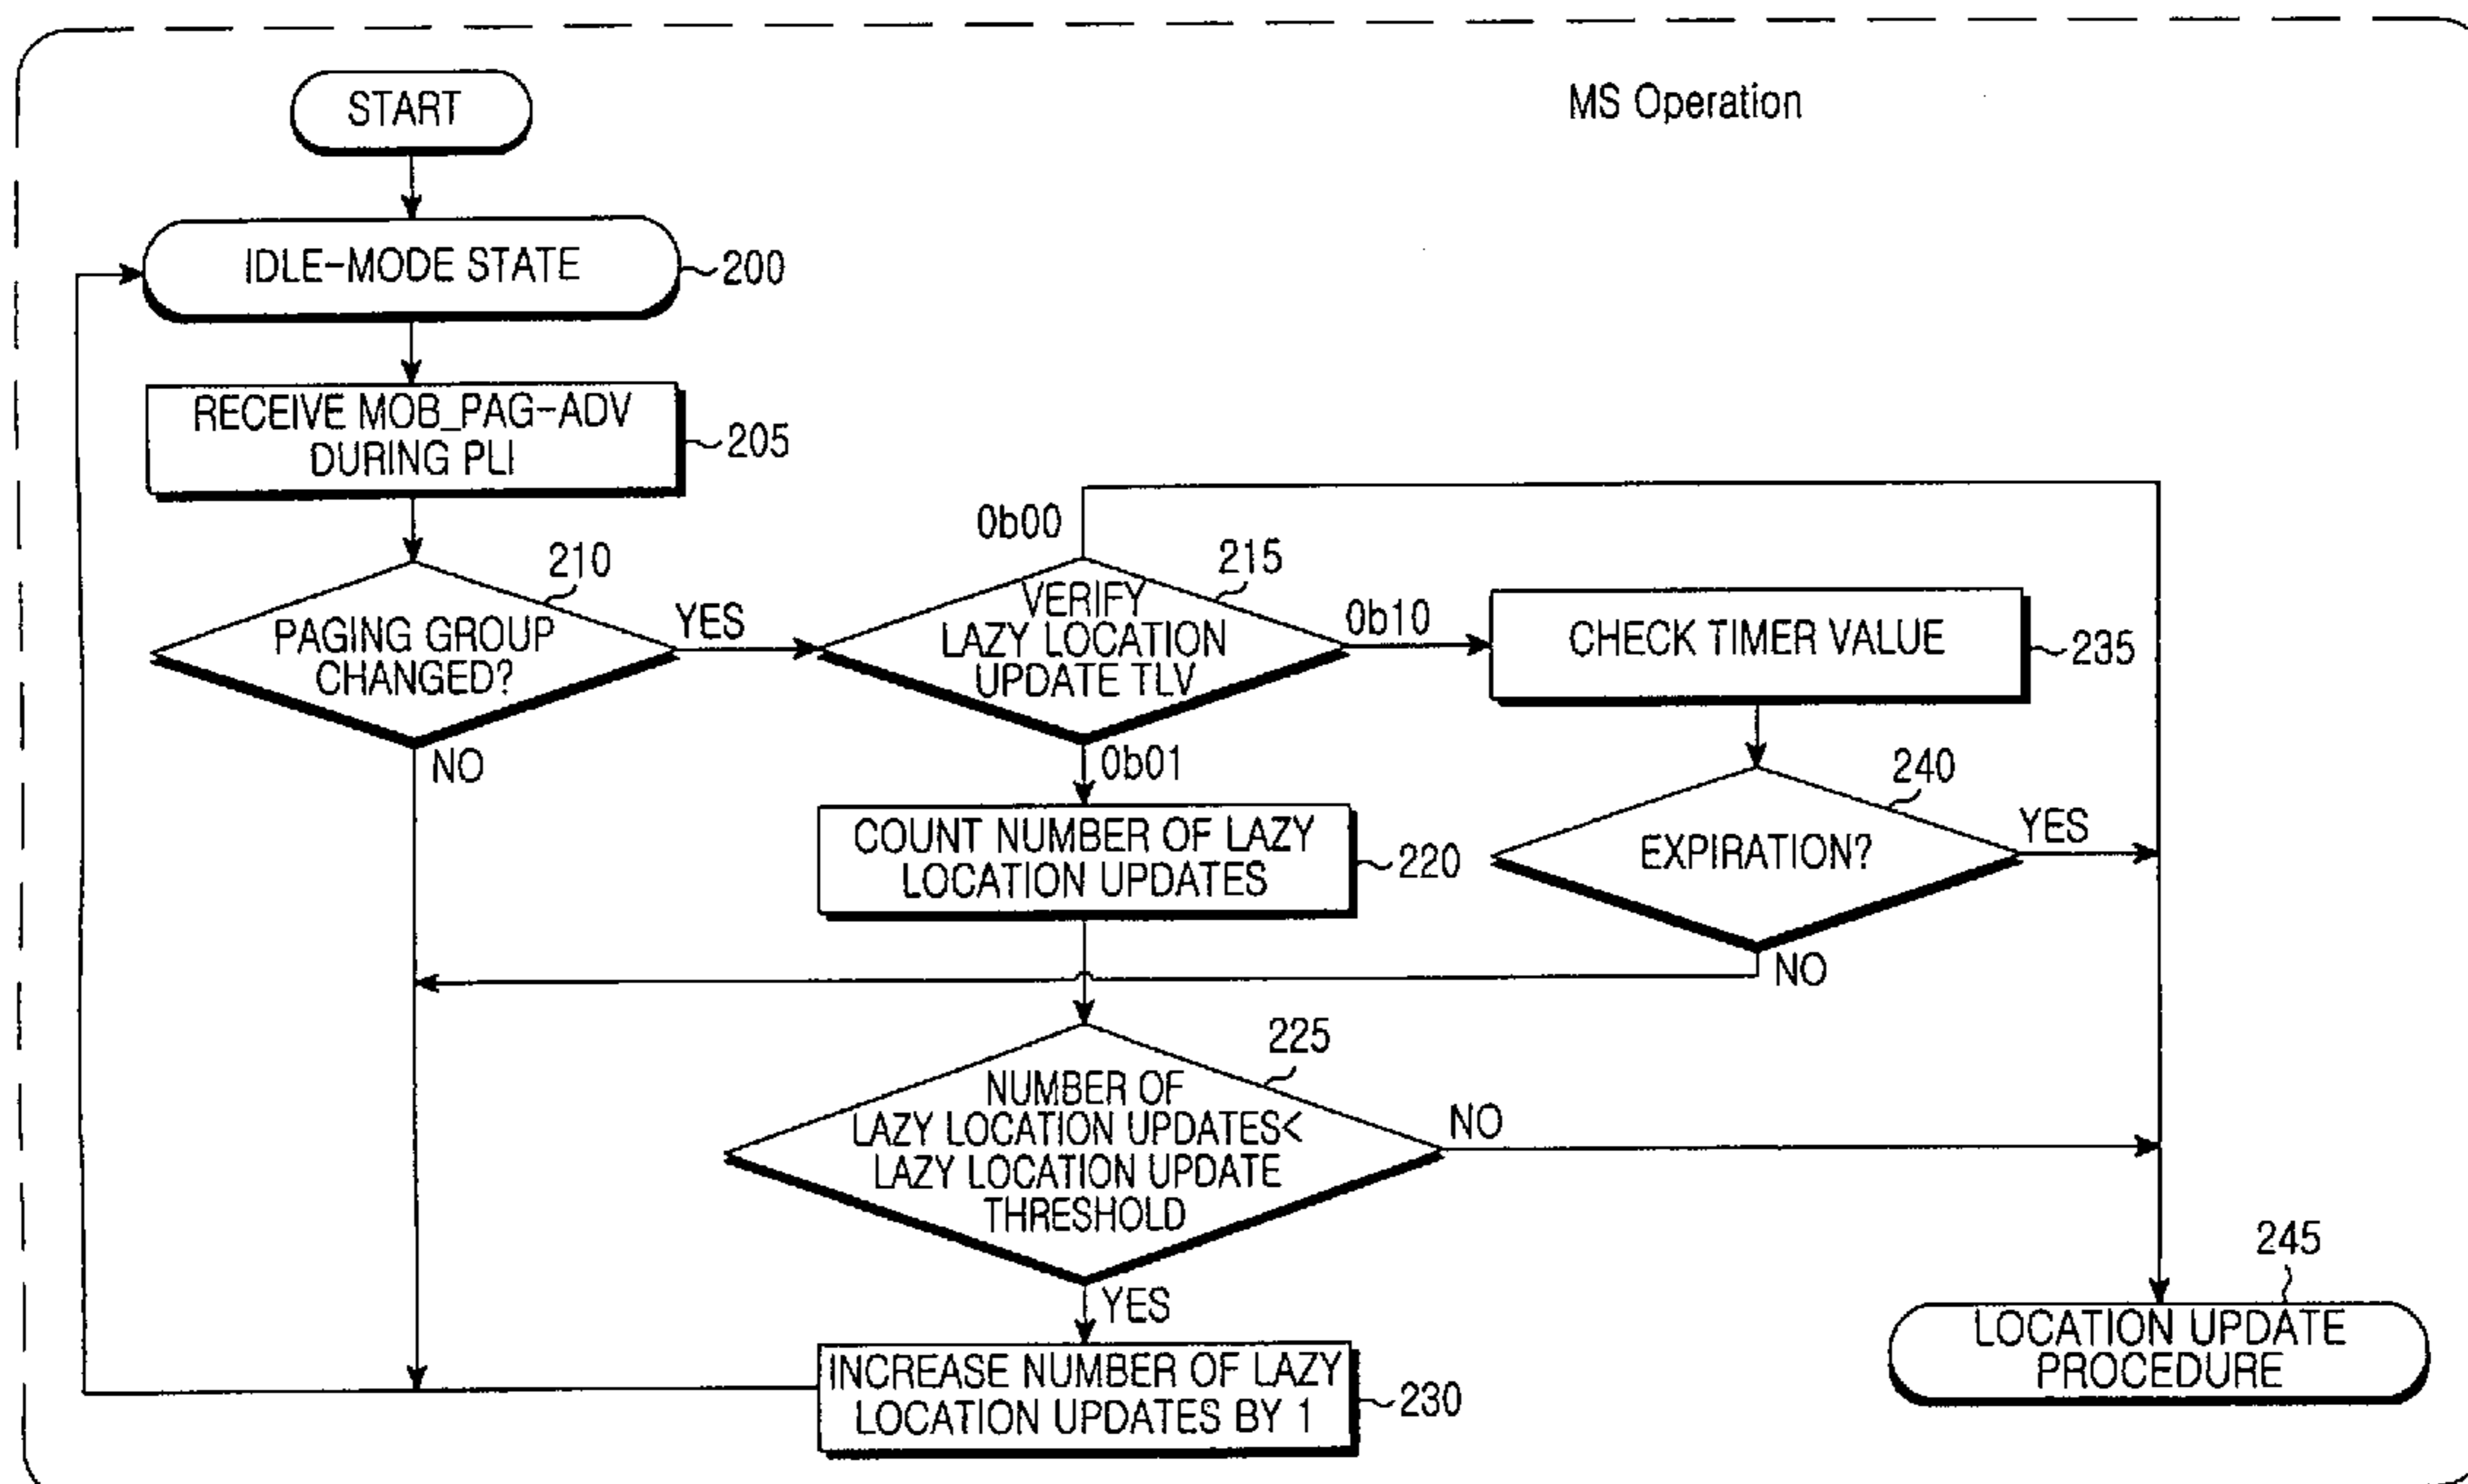 MS Operation
START
IDLE-MODE STATE
200
RECEIVE MOB_PAG-ADV
DURING PLI
205
210
PAGING GROUP
CHANGED?
YES
NO
0b00
215
VERIFY
LAZY LOCATION
UPDATE TLV
0b10
0b01
CHECK TIMER VALUE
235
COUNT NUMBER OF LAZY
LOCATION UPDATES
220
240
EXPIRATION?
YES
NO
225
NUMBER OF
LAZY LOCATION UPDATES<
LAZY LOCATION UPDATE
THRESHOLD
NO
YES
INCREASE NUMBER OF LAZY
LOCATION UPDATES BY 1
230
245
LOCATION UPDATE
PROCEDURE